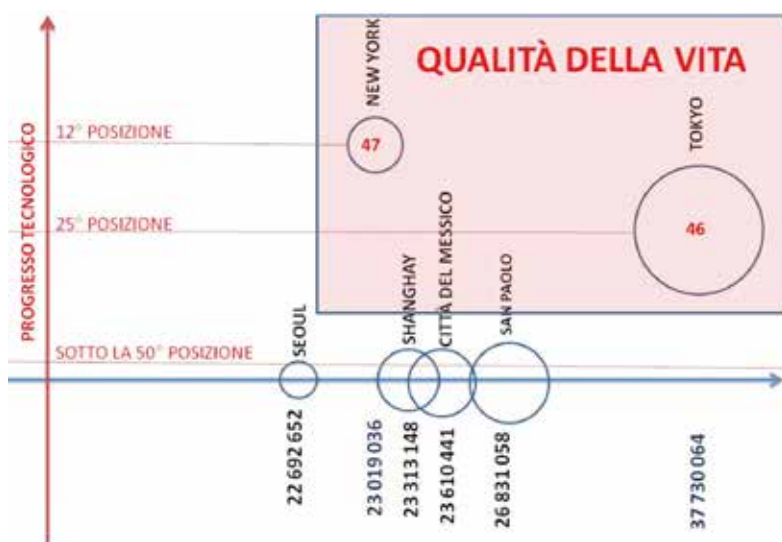 QUALITÀ DELLA VITA
NEW YORK
TOKYO
12° POSIZIONE
47
PROGRESSO TECNOLOGICO
25° POSIZIONE
46
SHANGHAY
CITTÀ DEL MESSICO
SAN PAOLO
SEOUL
SOTTO LA 50° POSIZIONE
22 692 652
23 019 036
23 313 148
23 610 441
26 831 058
37 730 064